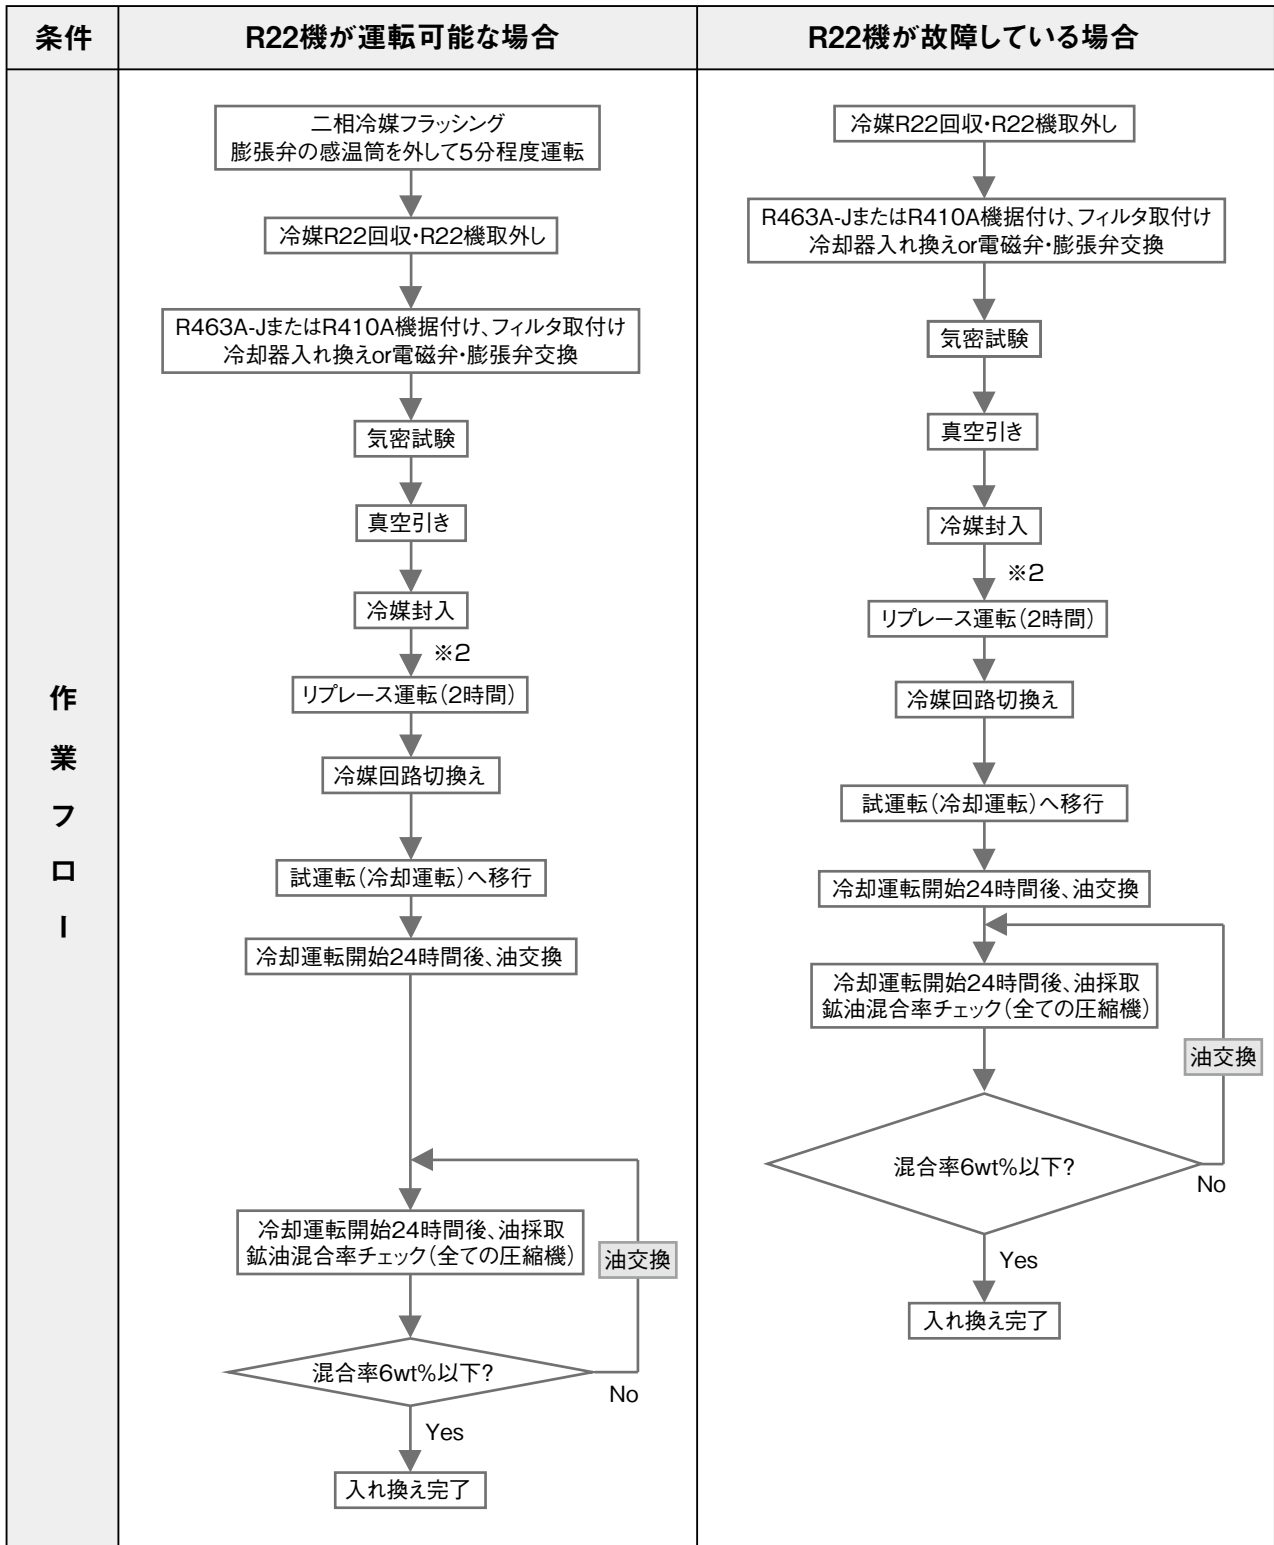 条件
R22機が運転可能な場合
R22機が故障している場合
作業フロー
二相冷媒フラッシング
膨張弁の感温筒を外して5分程度運転
冷媒R22回収・R22機取外し
R463A-JまたはR410A機据付け、フィルタ取付け
冷却器入れ換えor電磁弁・膨張弁交換
気密試験
真空引き
冷媒封入
※2
リプレース運転(2時間)
冷媒回路切換え
試運転(冷却運転)へ移行
冷却運転開始24時間後、油交換
冷却運転開始24時間後、油採取
鉱油混合率チェック(全ての圧縮機)
油交換
混合率6wt%以下?
No
Yes
入れ換え完了
冷媒R22回収・R22機取外し
R463A-JまたはR410A機据付け、フィルタ取付け
冷却器入れ換えor電磁弁・膨張弁交換
気密試験
真空引き
冷媒封入
※2
リプレース運転(2時間)
冷媒回路切換え
試運転(冷却運転)へ移行
冷却運転開始24時間後、油交換
冷却運転開始24時間後、油採取
鉱油混合率チェック(全ての圧縮機)
油交換
混合率6wt%以下?
No
Yes
入れ換え完了